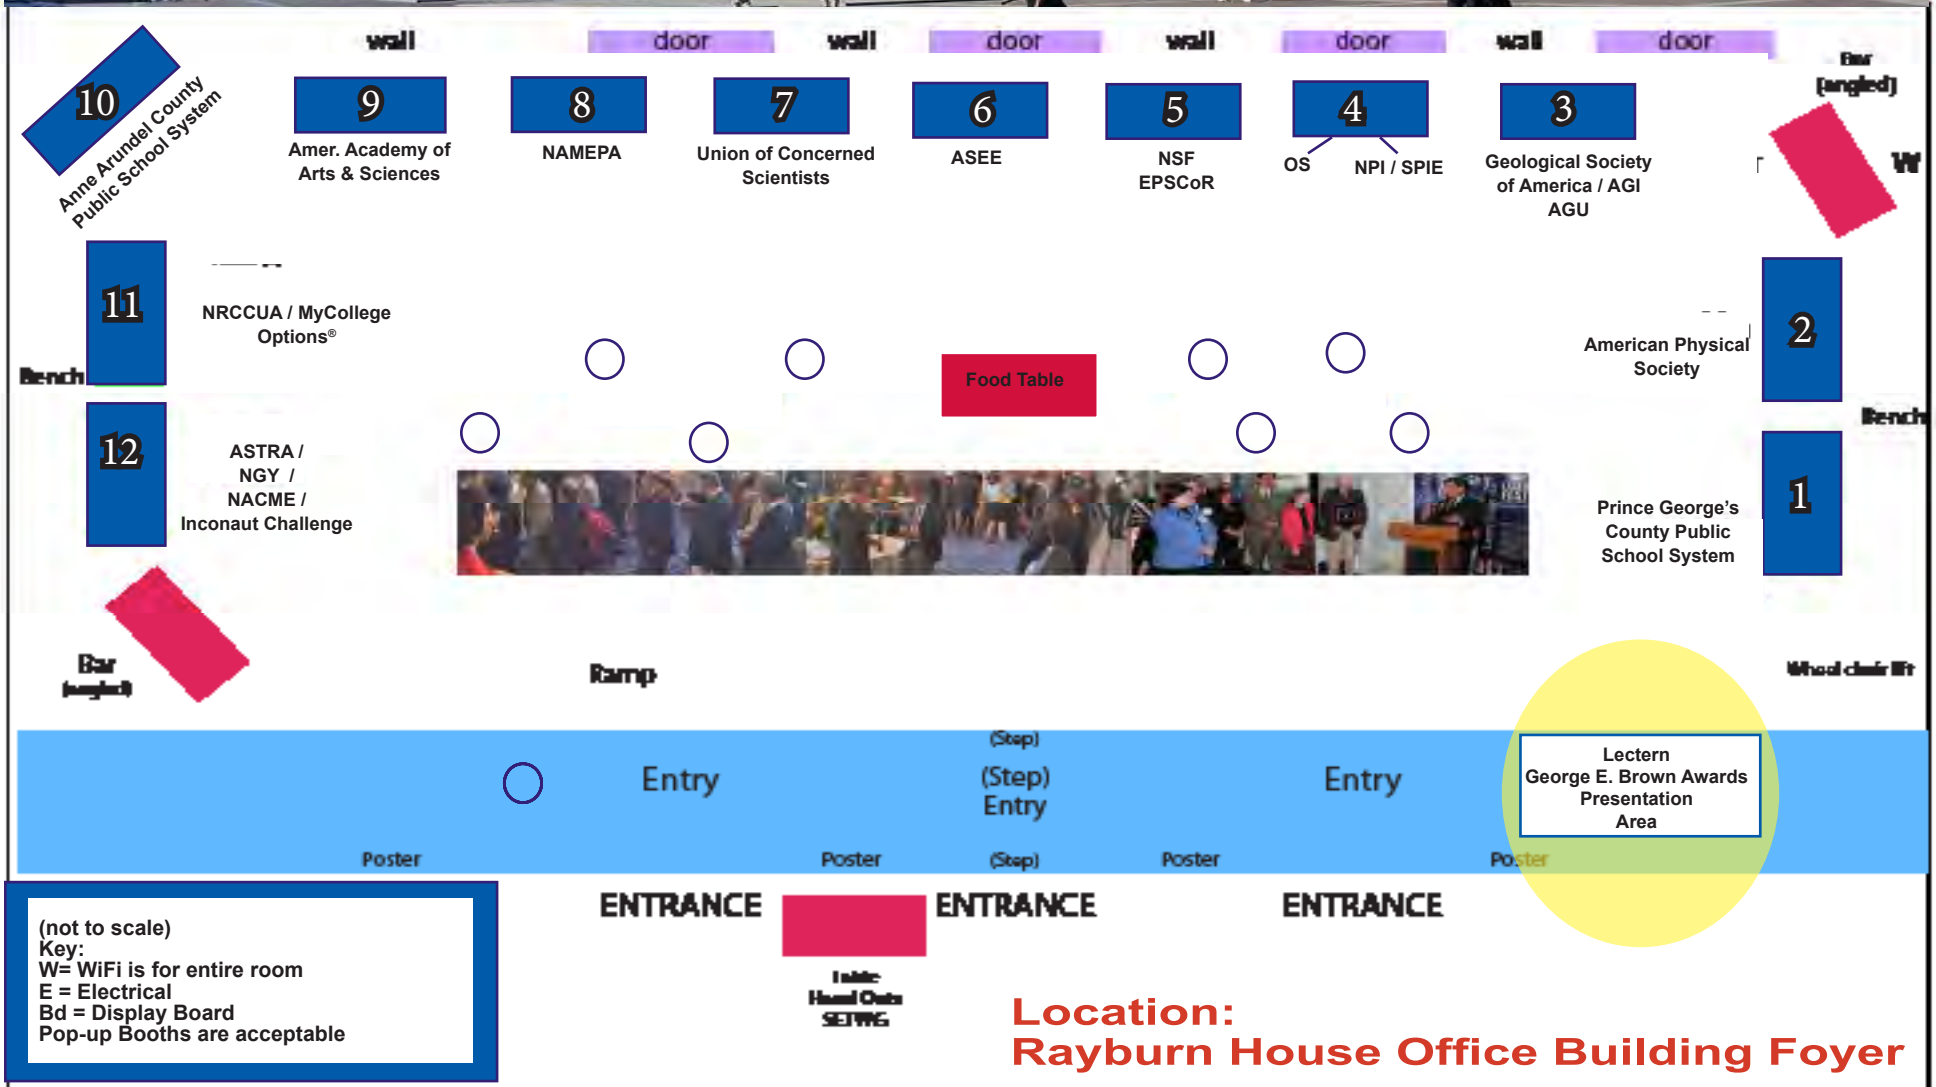 wall door wall door wall door wall door
Bar
(angled)
10
Anne Arundel County
Public School System
9
Amer. Academy of
Arts & Sciences
8
NAMEPA
7
Union of Concerned
Scientists
6
ASEE
5
NSF
EPSCoR
4
OS
NPI / SPIE
3
Geological Society
of America / AGI
AGU
W
11
NRCCUA / MyCollege
Options®
Bench
Food Table
2
American Physical
Society
Bench
12
ASTRA /
NGY /
NACME /
Inconaut Challenge
1
Prince George's
County Public
School System
Bar
(angled)
Ramp
Wheel chair lift
(Step)
Entry
(Step)
Entry
Entry
Lectern
George E. Brown Awards
Presentation
Area
Poster
Poster
(Step)
Poster
Poster
ENTRANCE
ENTRANCE
ENTRANCE
Table
Hand Outs
SETWG
(not to scale)
Key:
W= WiFi is for entire room
E = Electrical
Bd = Display Board
Pop-up Booths are acceptable
Location:
Rayburn House Office Building Foyer